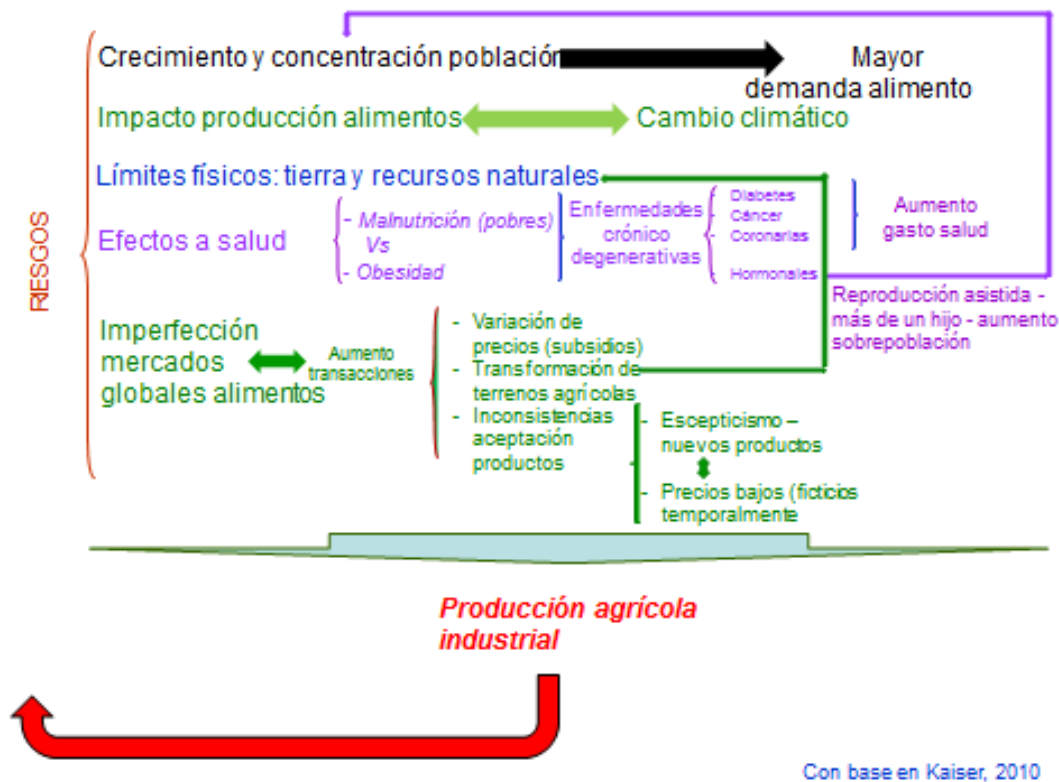 RIESGOS
Crecimiento y concentración población
Mayor
demanda alimento
Impacto producción alimentos
Cambio climático
Límites físicos: tierra y recursos naturales
Efectos a salud
- Malnutrición (pobres)
Vs
- Obesidad
Enfermedades
crónico
degenerativas
- Diabetes
- Cáncer
- Coronarias
- Hormonales
Aumento
gasto salud
Reproducción asistida -
más de un hijo - aumento
sobrepoblación
Imperfección
mercados
globales alimentos
Aumento
transacciones
- Variación de
precios (subsidios)
- Transformación de
terrenos agrícolas
- Inconsistencias
aceptación
productos
- Escepticismo –
nuevos productos
- Precios bajos (ficticios
temporalmente
Producción agrícola
industrial
Con base en Kaiser, 2010